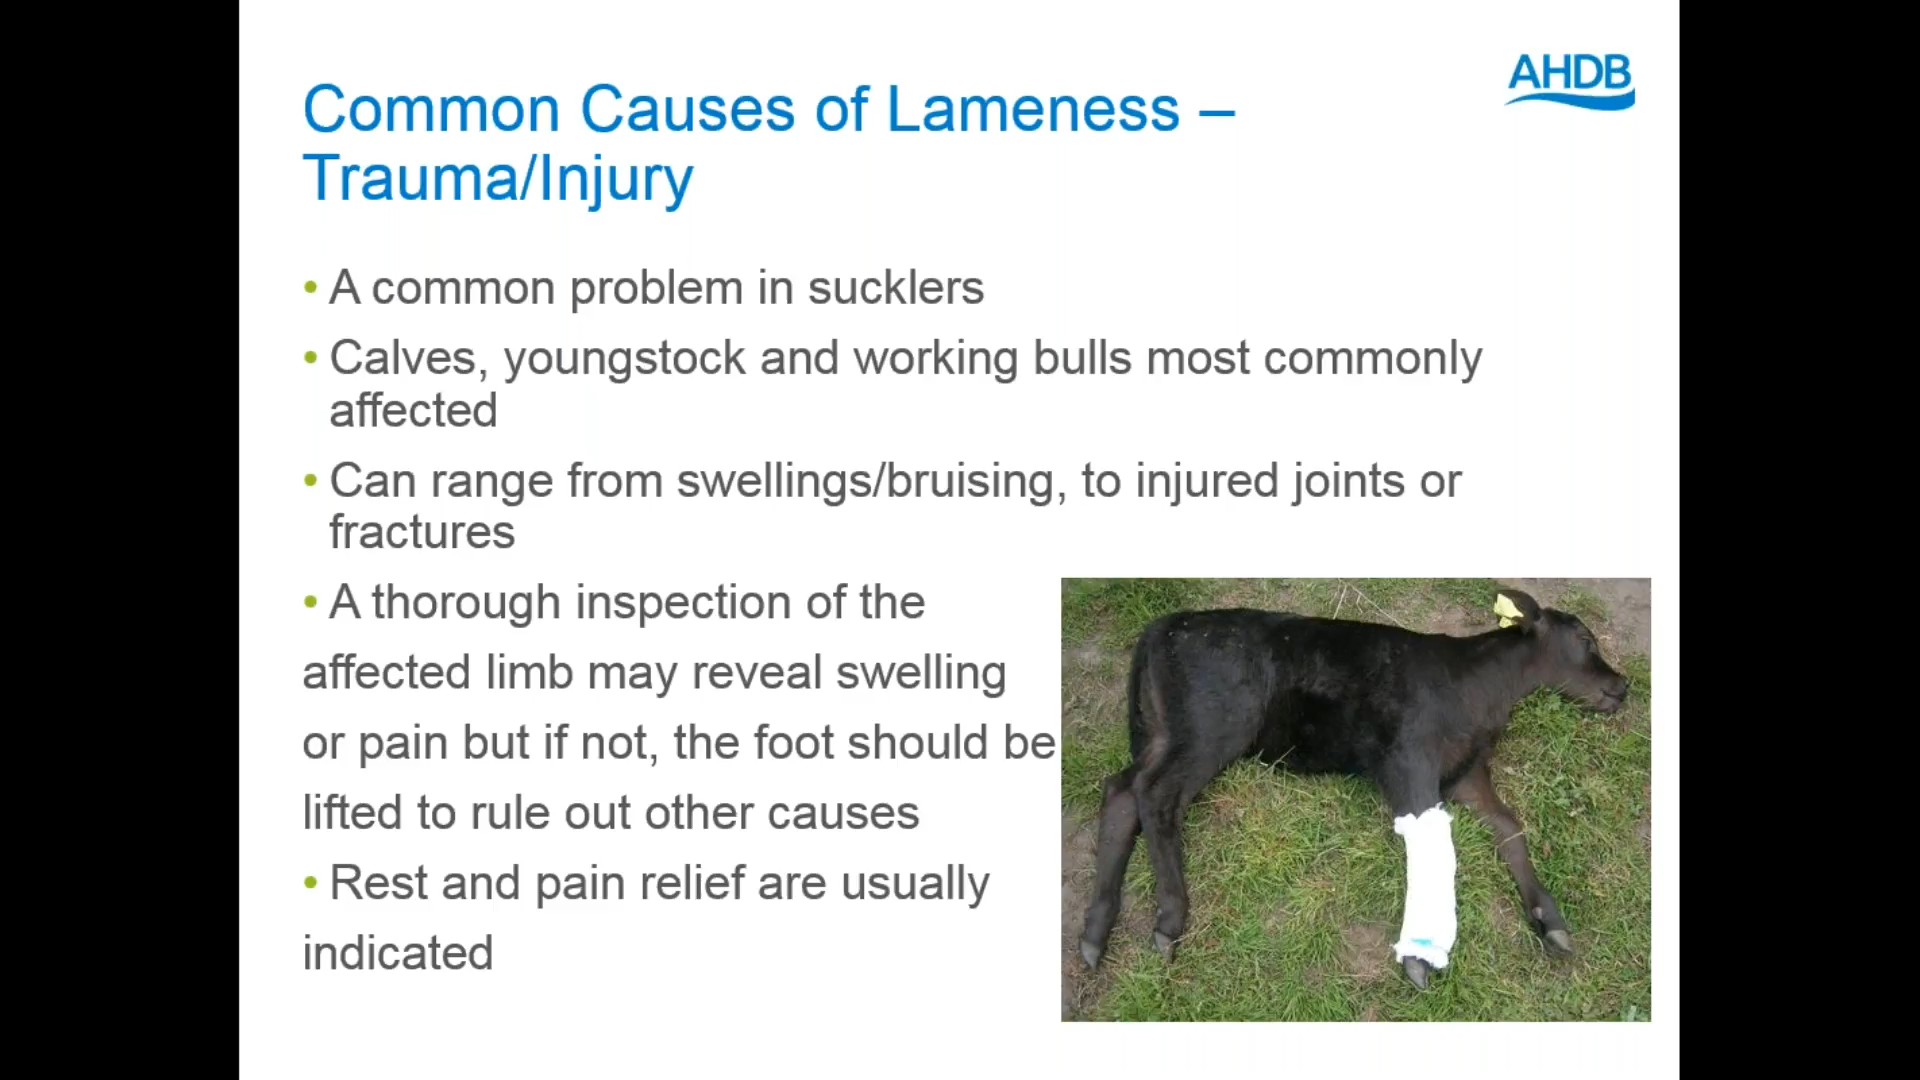 AHDB
Common Causes of Lameness –
Trauma/Injury
• A common problem in sucklers
• Calves, youngstock and working bulls most commonly
affected
• Can range from swellings/bruising, to injured joints or
fractures
• A thorough inspection of the
affected limb may reveal swelling
or pain but if not, the foot should be
lifted to rule out other causes
• Rest and pain relief are usually
indicated